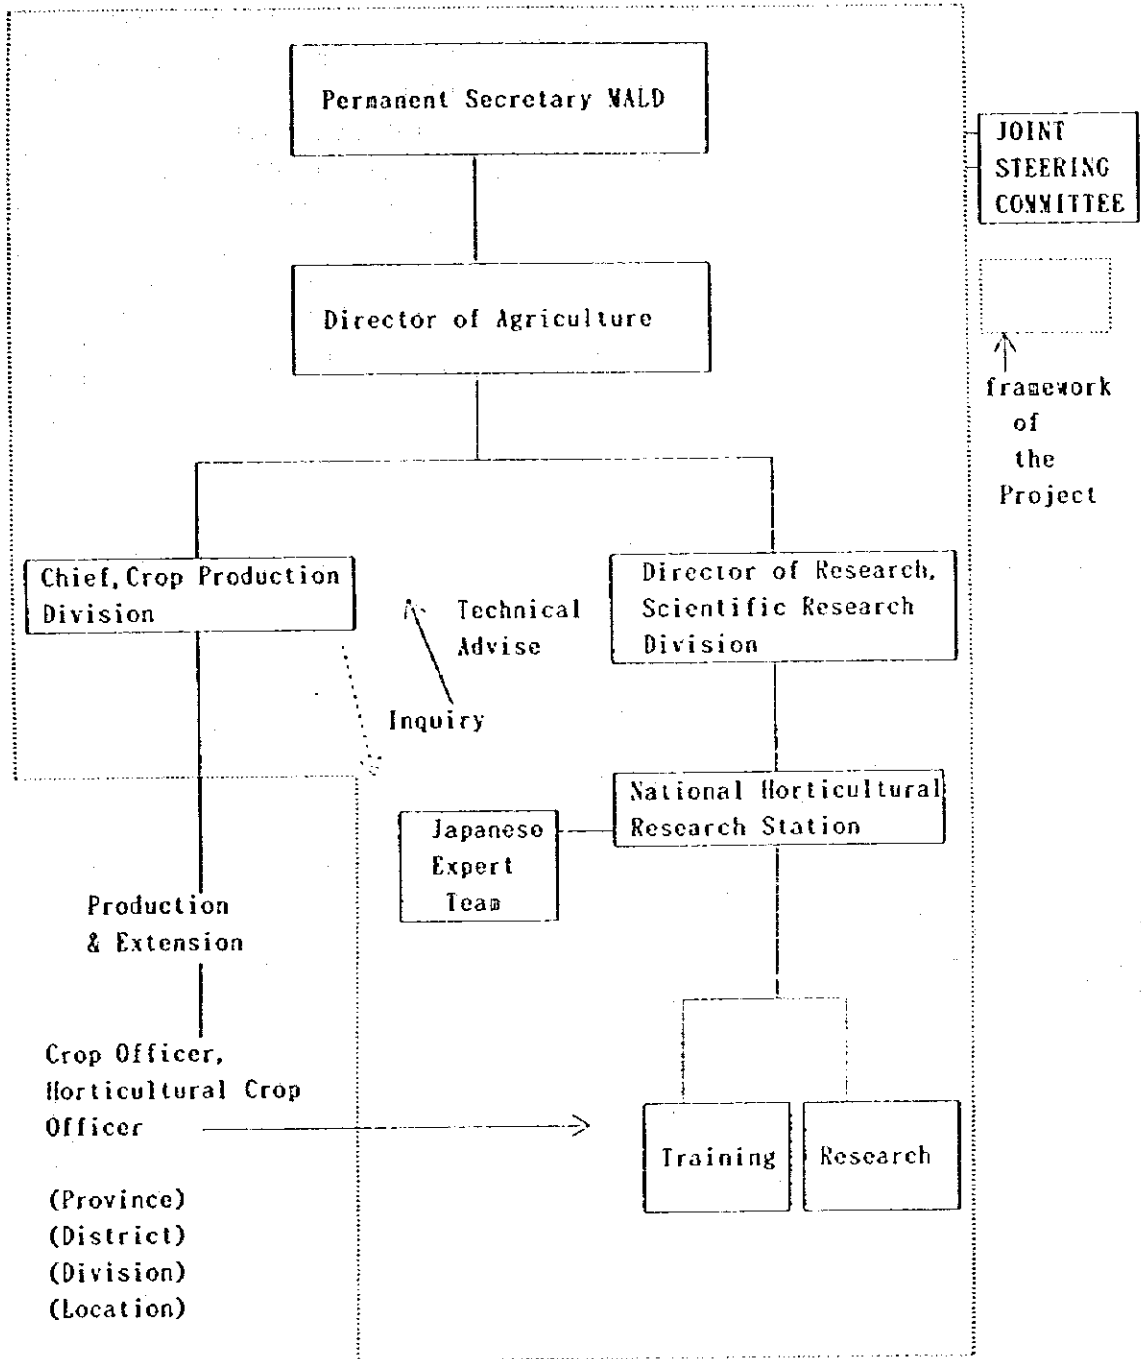 Permanent Secretary MALD
JOINT
STEERING
COMMITTEE
Director of Agriculture
framework
of
the
Project
Chief, Crop Production
Division
Technical
Advise
Inquiry
Director of Research,
Scientific Research
Division
National Horticultural
Research Station
Japanese
Expert
Team
Production
& Extension
Crop Officer,
Horticultural Crop
Officer
(Province)
(District)
(Division)
(Location)
Training
Research